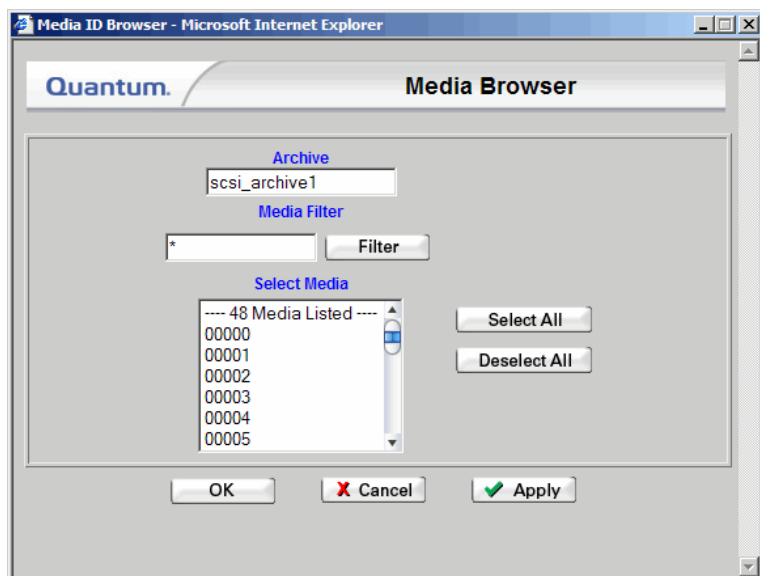 Media ID Browser - Microsoft Internet Explorer
Quantum.
Media Browser
Archive
scsi_archive1
Media Filter
*
Filter
Select Media
---- 48 Media Listed ----
00000
00001
00002
00003
00004
00005
Select All
Deselect All
OK
Cancel
Apply